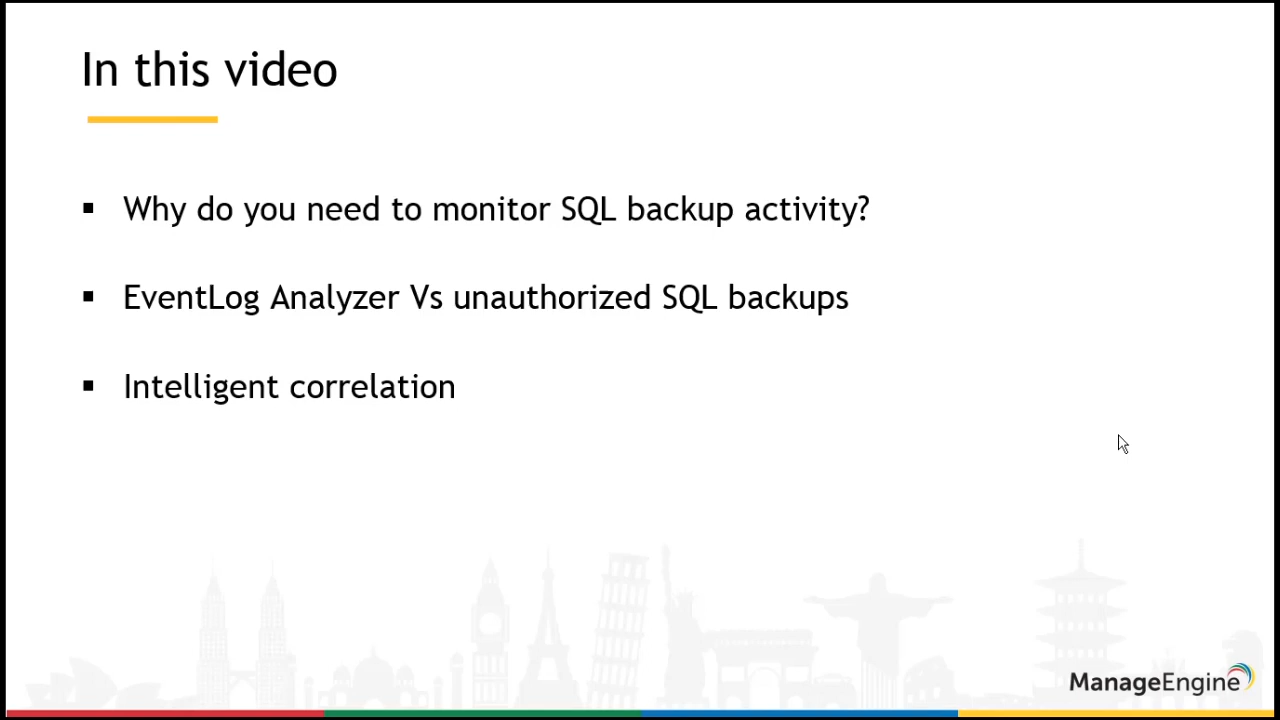 In this video
Why do you need to monitor SQL backup activity?
EventLog Analyzer Vs unauthorized SQL backups
Intelligent correlation
ManageEngine